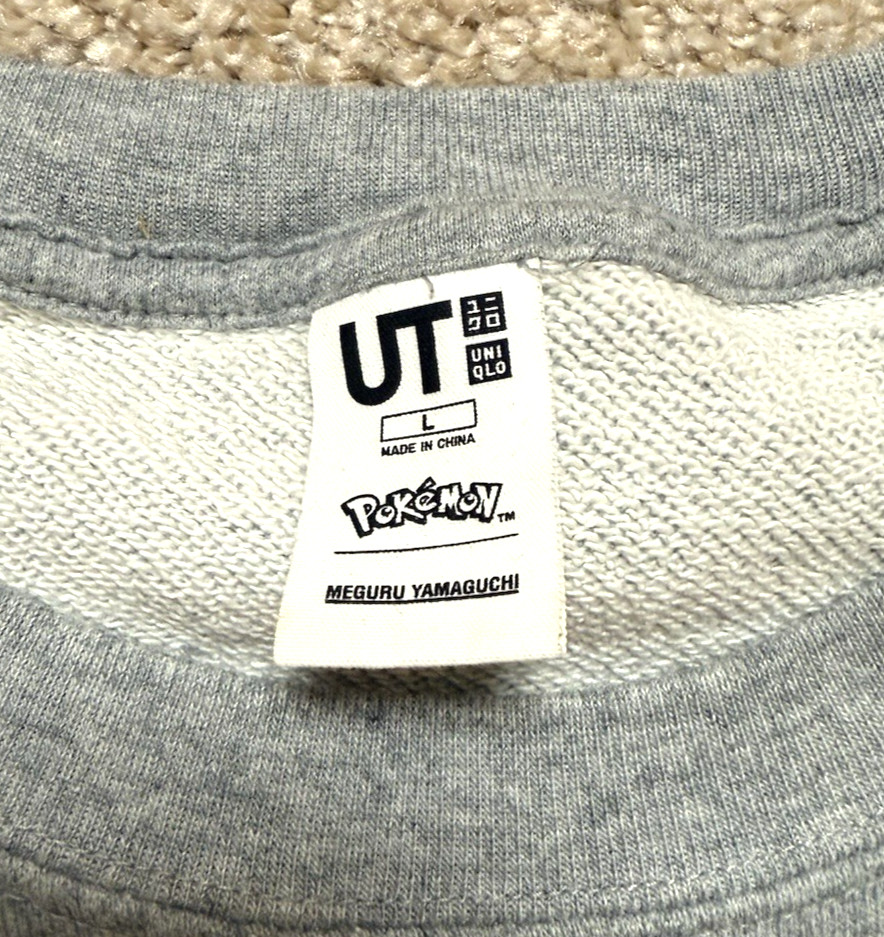 UT
ユニ
クロ
UNI
QLO
L
MADE IN CHINA
POKéMON™
MEGURU YAMAGUCHI